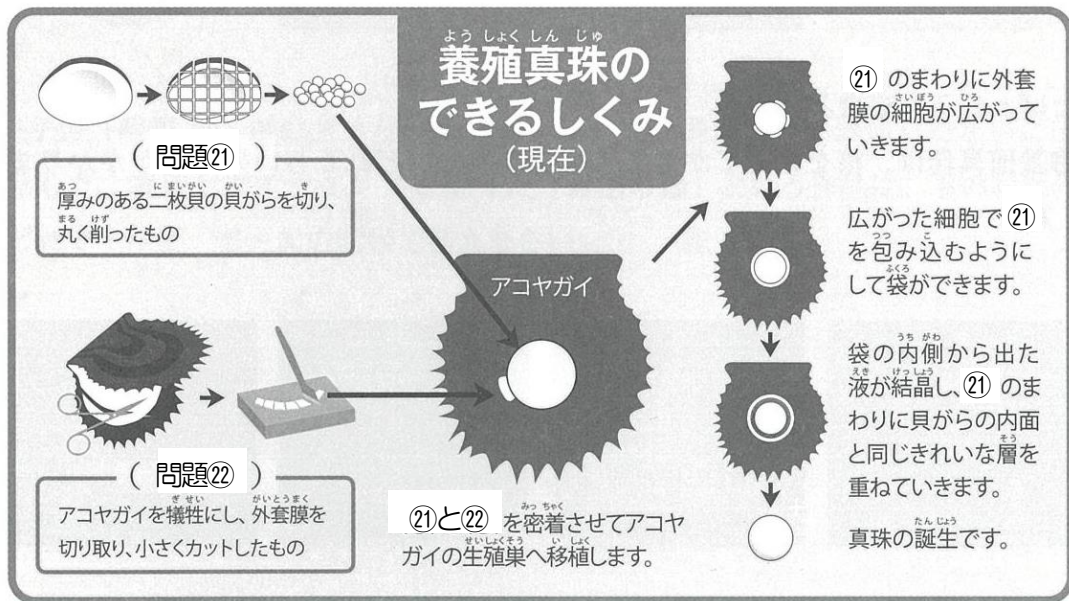 養殖真珠の
できるしくみ
(現在)
( 問題㉑ )
厚みのある二枚貝の貝がらを切り、
丸く削ったもの
( 問題㉒ )
アコヤガイを犠牲にし、外套膜を
切り取り、小さくカットしたもの
アコヤガイ
㉑と㉒ を密着させてアコヤ
ガイの生殖巣へ移植します。
㉑ のまわりに外套
膜の細胞が広がって
いきます。
広がった細胞で ㉑
を包み込むように
して袋ができます。
袋の内側から出た
液が結晶し、㉑ のま
わりに貝がらの内面
と同じきれいな層を
重ねていきます。
真珠の誕生です。